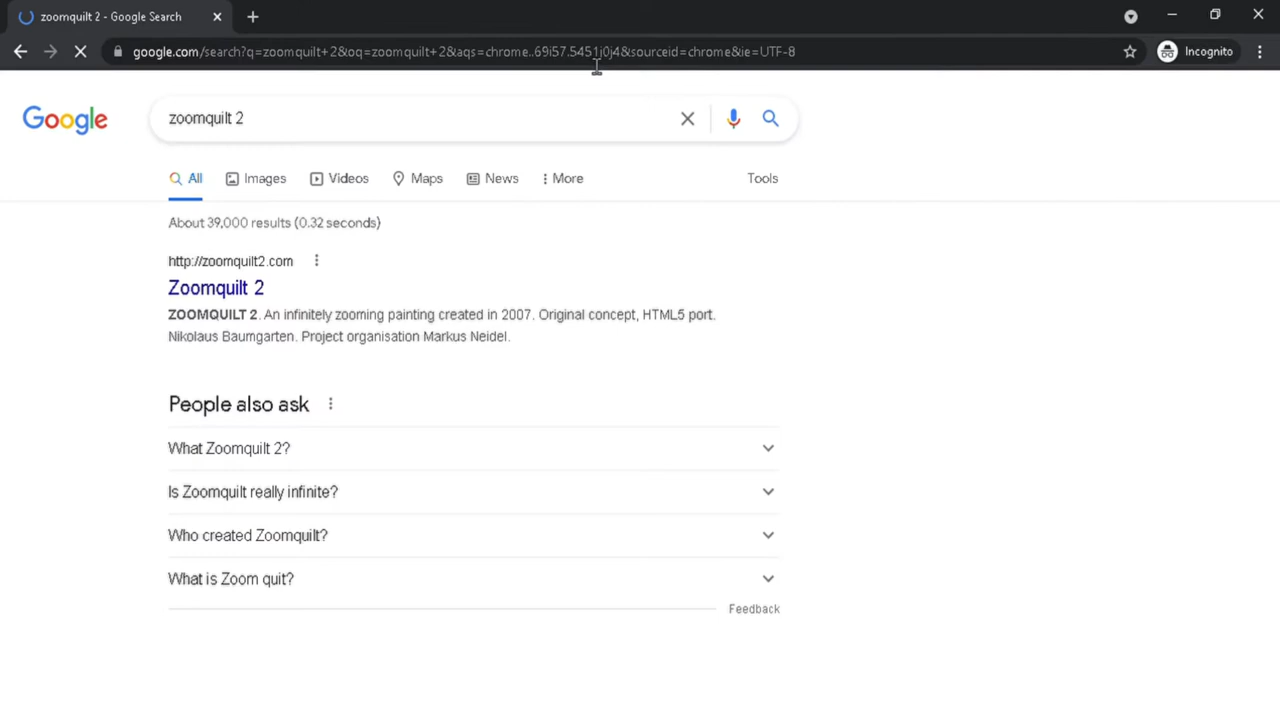 zoomquilt 2 - Google Search
google.com/search?q=zoomquilt+2&oq=zoomquilt+2&aqs=chrome..69i57.5451j0j4&sourceid=chrome&ie=UTF-8
Incognito
Google
zoomquilt 2
All
Images
Videos
Maps
News
More
Tools
About 39,000 results (0.32 seconds)
http://zoomquilt2.com
Zoomquilt 2
ZOOMQUILT 2. An infinitely zooming painting created in 2007. Original concept, HTML5 port.
Nikolaus Baumgarten. Project organisation Markus Neidel.
People also ask
What Zoomquilt 2?
Is Zoomquilt really infinite?
Who created Zoomquilt?
What is Zoom quit?
Feedback